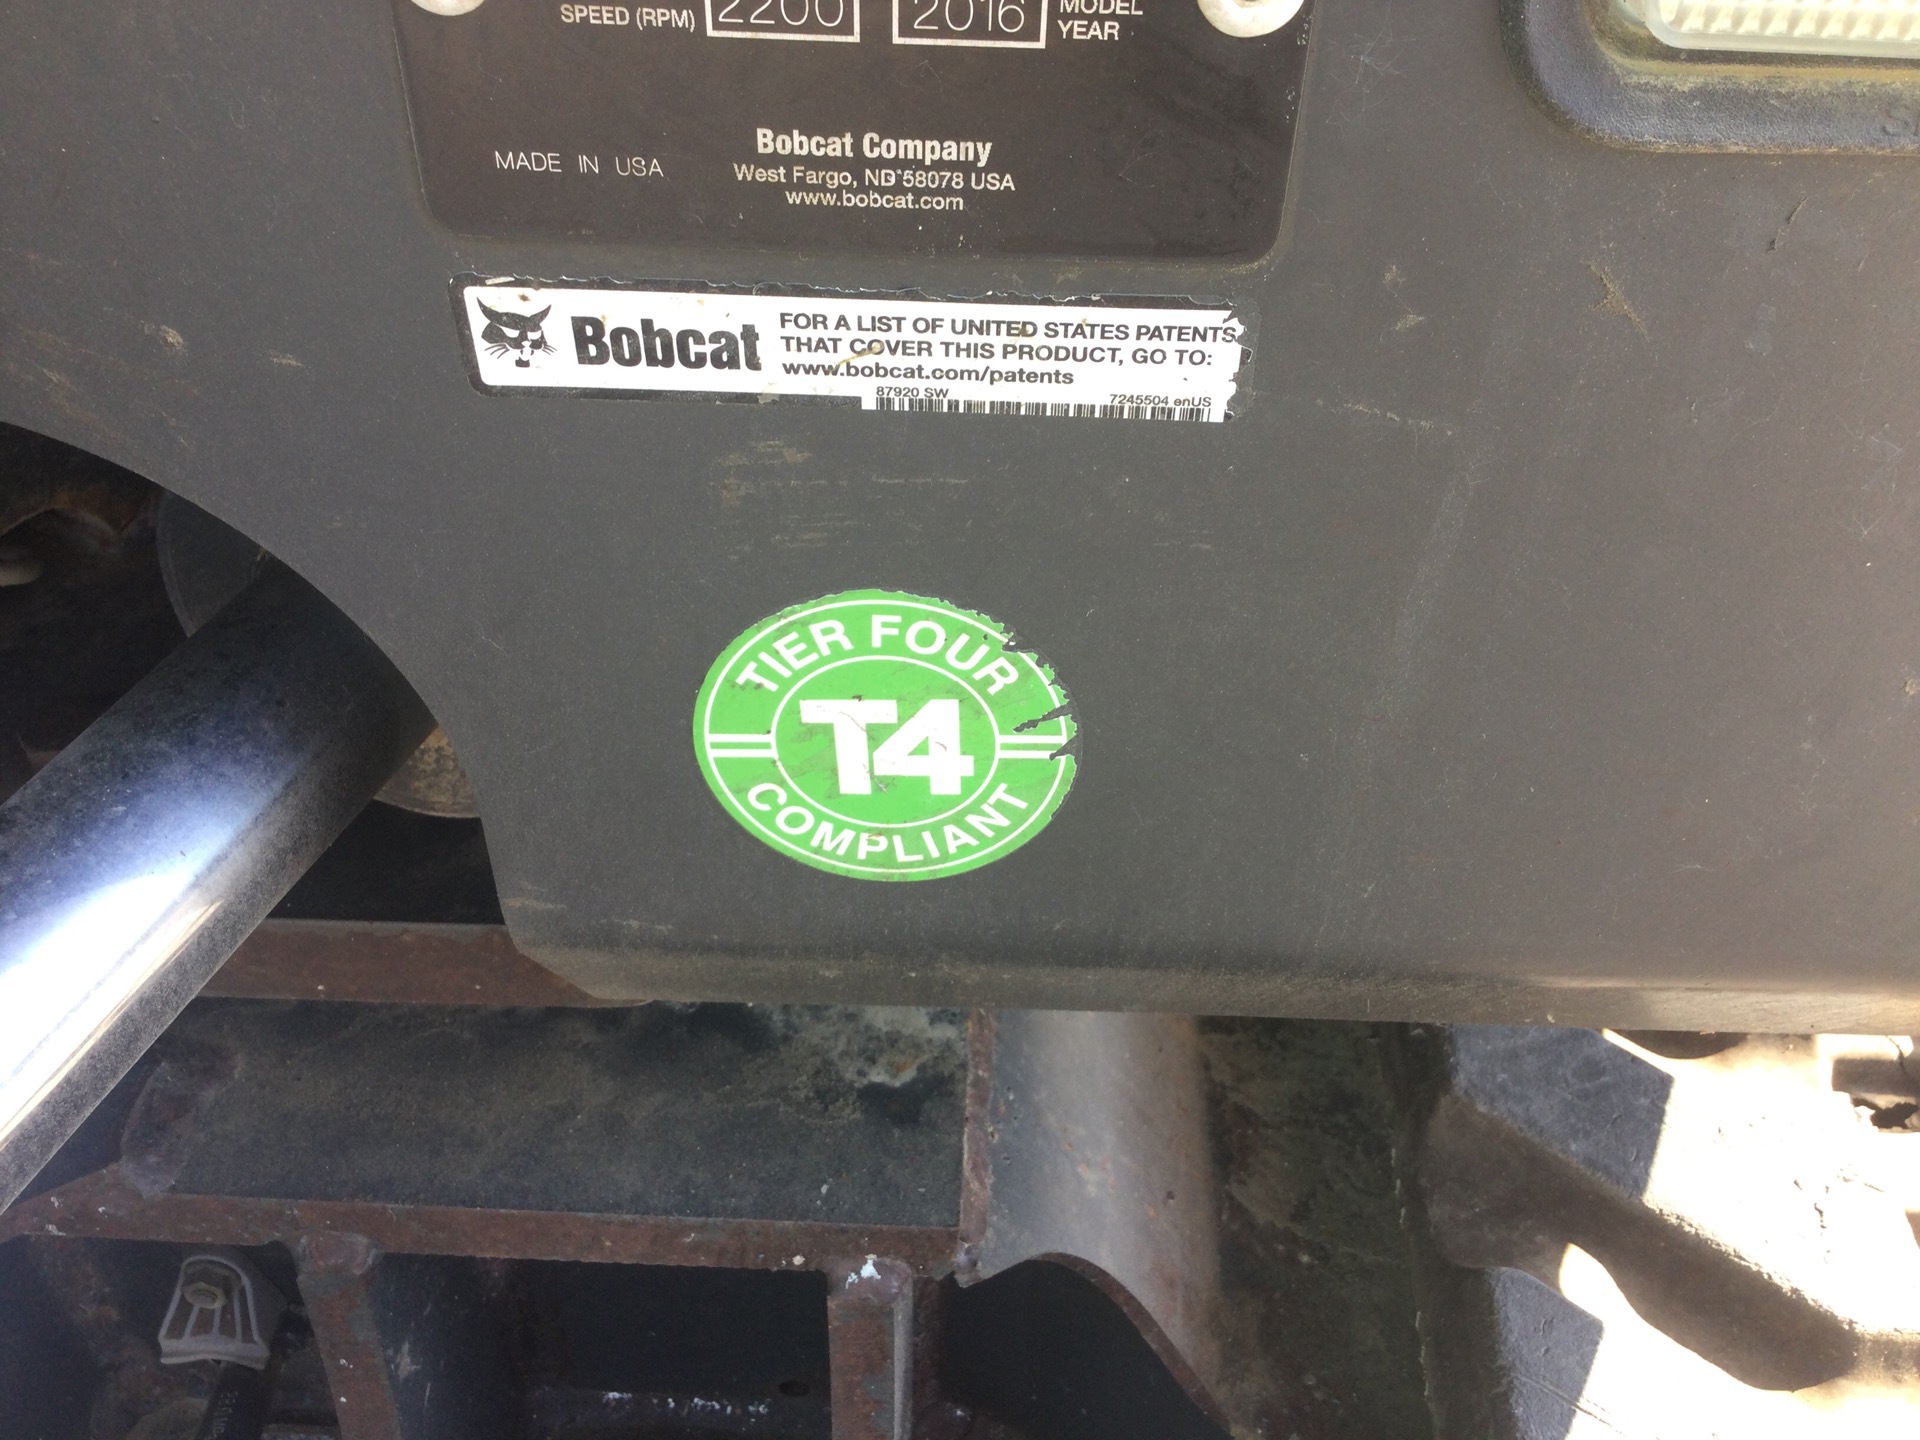 SPEED (RPM) 2200 2016 MODEL
YEAR
MADE IN USA
Bobcat Company
West Fargo, ND 58078 USA
www.bobcat.com
Bobcat
FOR A LIST OF UNITED STATES PATENTS
THAT COVER THIS PRODUCT, GO TO:
www.bobcat.com/patents
87920 SW 7245504 enUS
TIER FOUR
T4
COMPLIANT